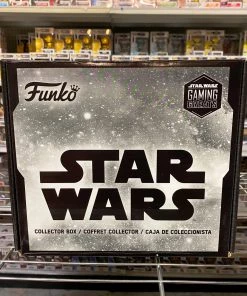 Funko
STAR WARS
GAMING
GREATS
STAR
WARS
COLLECTOR BOX / COFFRET COLLECTOR / CAJA DE COLECCIONISTA